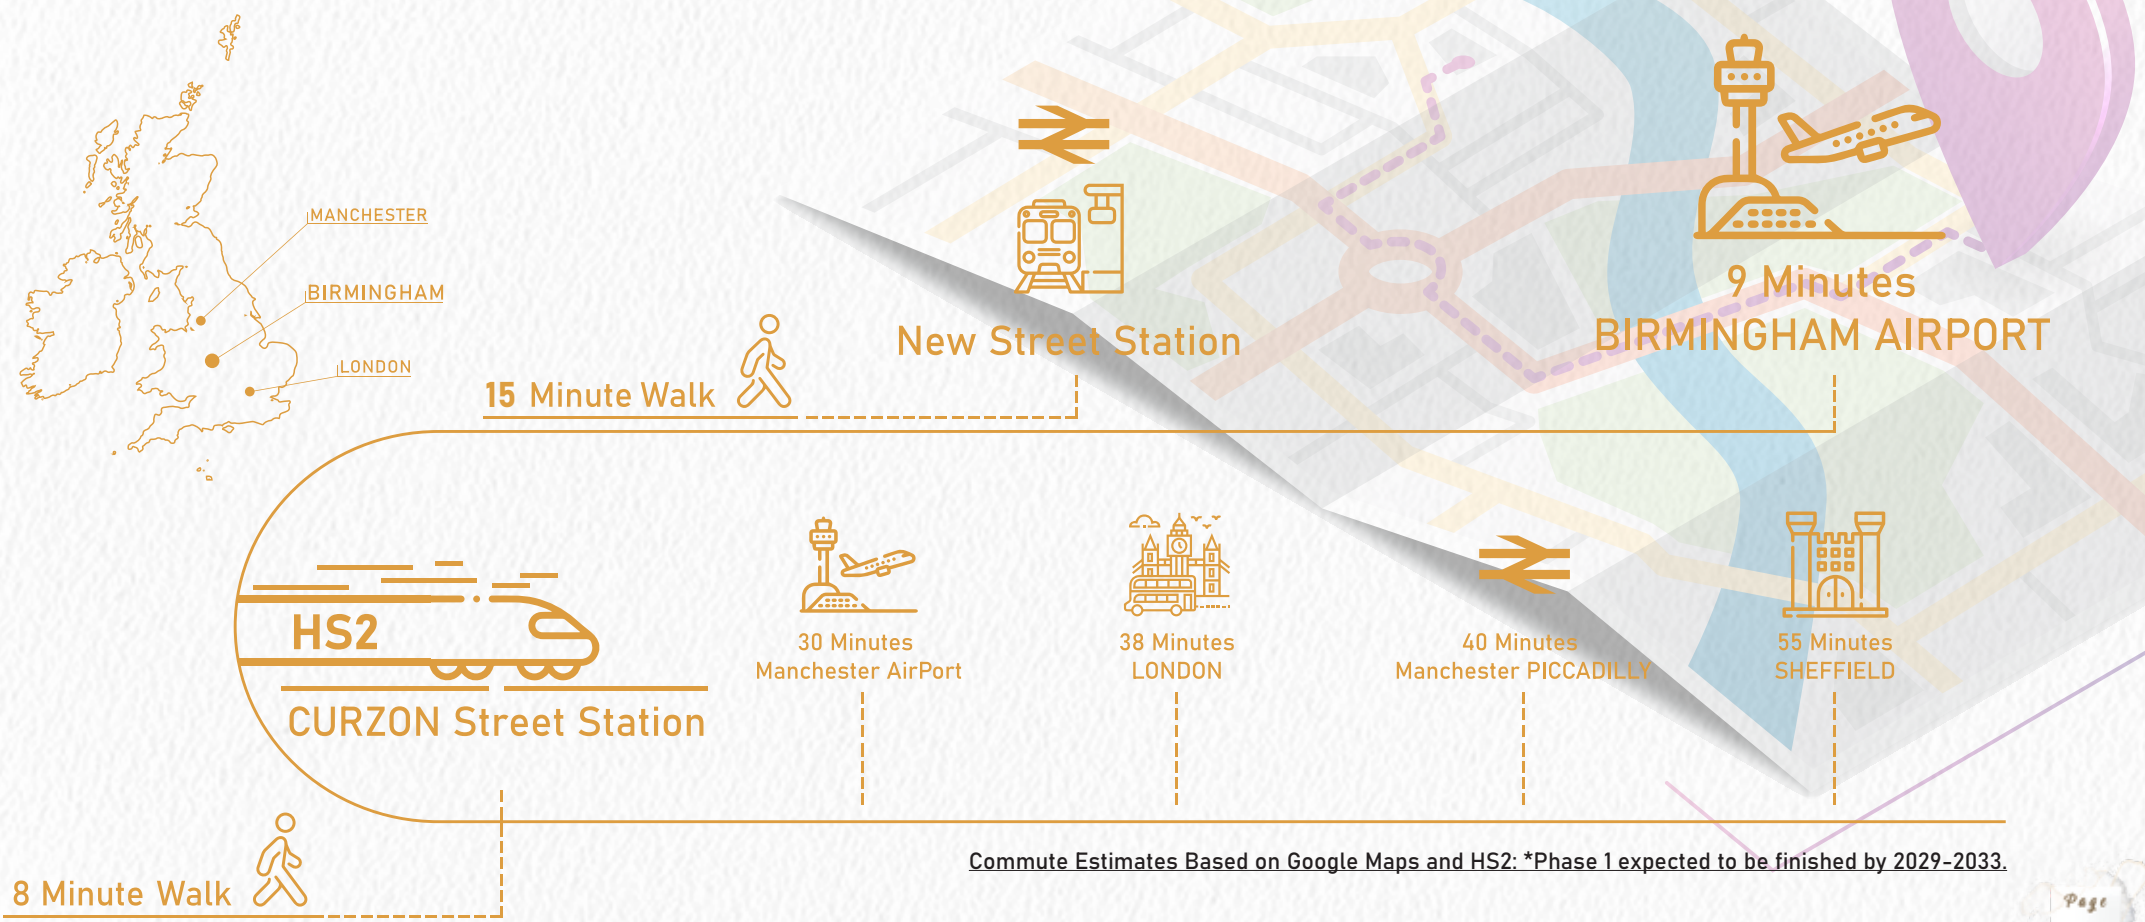 MANCHESTER
BIRMINGHAM
LONDON
15 Minute Walk
New Street Station
9 Minutes
BIRMINGHAM AIRPORT
HS2
CURZON Street Station
30 Minutes
Manchester AirPort
38 Minutes
LONDON
40 Minutes
Manchester PICCADILLY
55 Minutes
SHEFFIELD
8 Minute Walk
Commute Estimates Based on Google Maps and HS2: *Phase 1 expected to be finished by 2029-2033.
Page